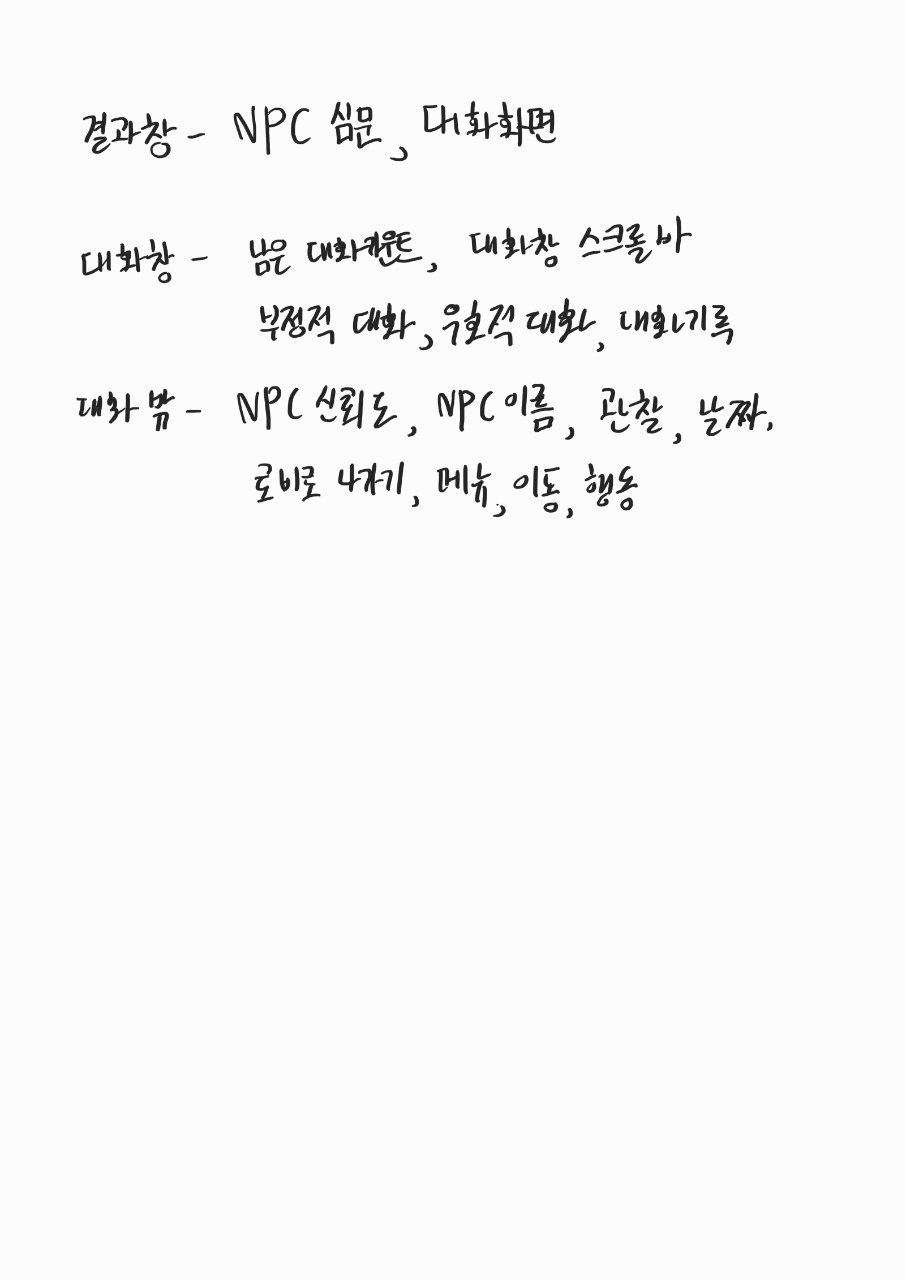 결과창 - NPC 심문, 대화화면
대화창 - 남은 대화카운트, 대화창 스크롤 바
부정적 대화, 우호적 대화, 대화기록
대화 밖 - NPC 신뢰도, NPC 이름, 관찰, 날짜,
로비로 나가기, 메뉴, 이동, 행동